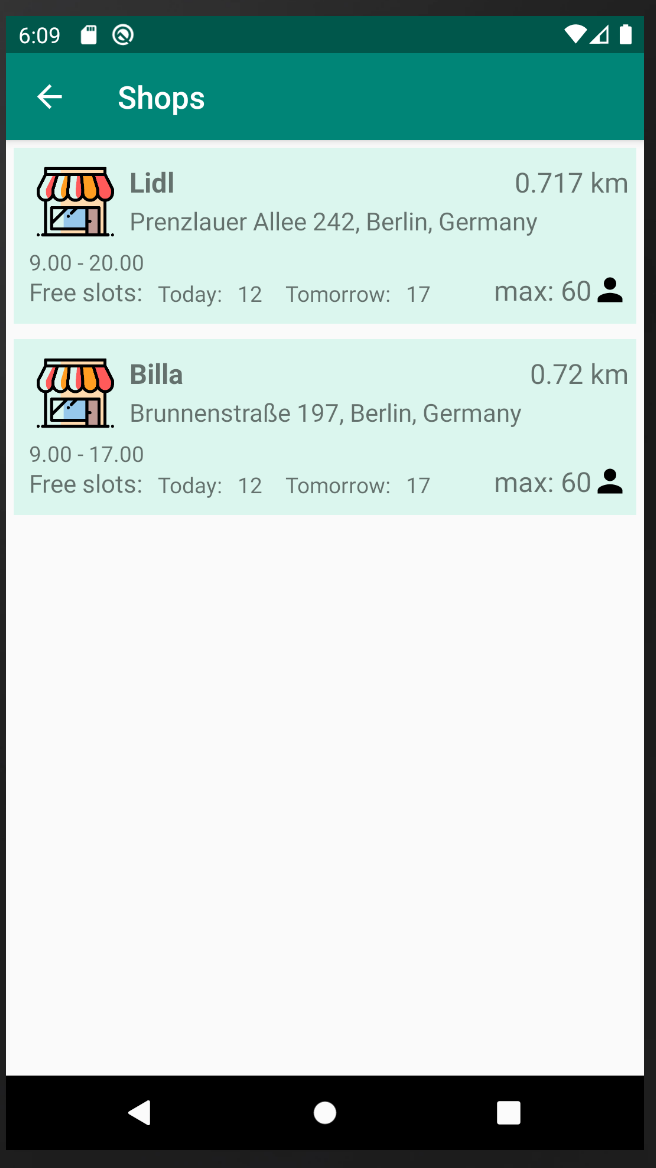 6:09
Shops
Lidl 0.717 km
Prenzlauer Allee 242, Berlin, Germany
9.00 - 20.00
Free slots: Today: 12 Tomorrow: 17 max: 60
Billa 0.72 km
Brunnenstraße 197, Berlin, Germany
9.00 - 17.00
Free slots: Today: 12 Tomorrow: 17 max: 60